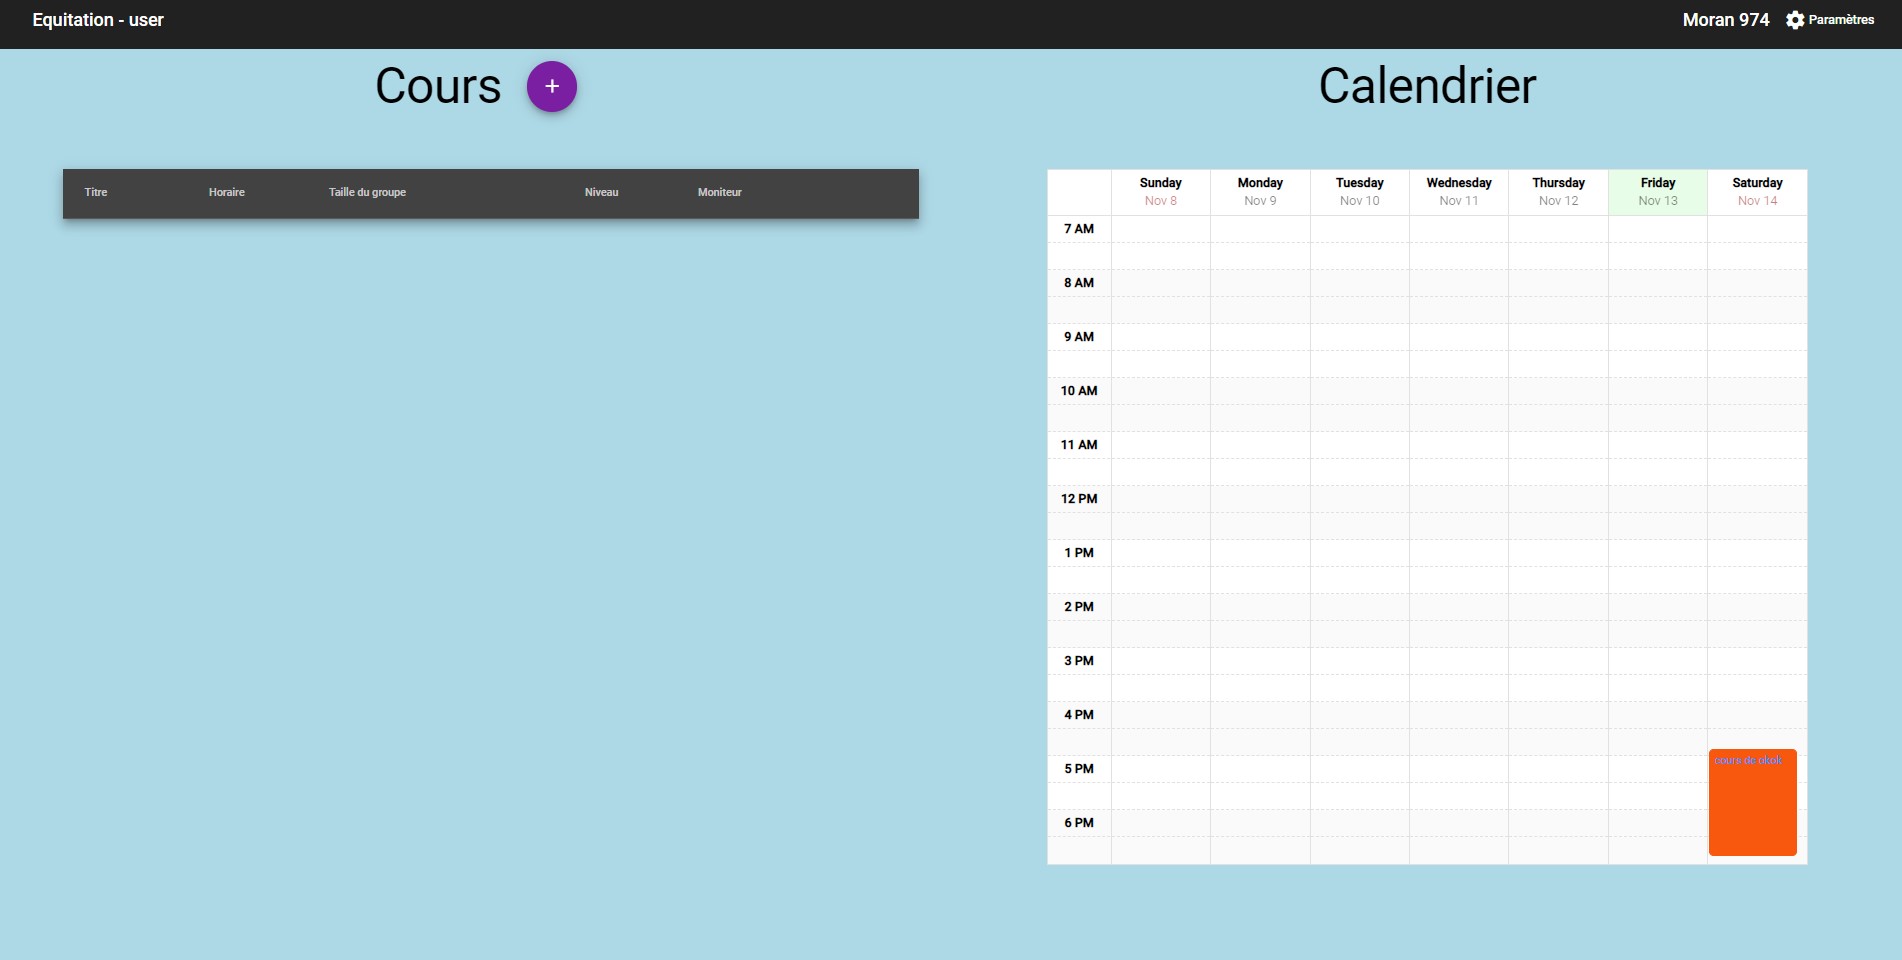 Equitation - user
Moran 974 Paramètres
Cours +
Calendrier
Titre Horaire Taille du groupe Niveau Moniteur
Sunday Monday Tuesday Wednesday Thursday Friday Saturday
Nov 8 Nov 9 Nov 10 Nov 11 Nov 12 Nov 13 Nov 14
7 AM
8 AM
9 AM
10 AM
11 AM
12 PM
1 PM
2 PM
3 PM
4 PM
cours de okok
5 PM
6 PM